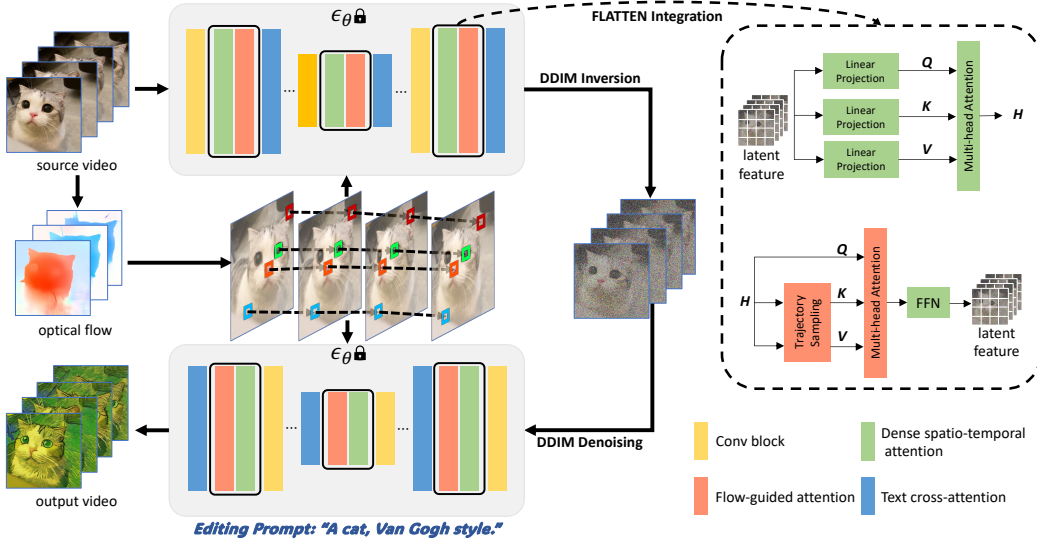 ϵθ
FLATTEN Integration
DDIM Inversion
source video
...
...
Linear
Projection
Q
Linear
Projection
K
Linear
Projection
V
latent
feature
Multi-head Attention
H
optical flow
H
Q
Trajectory
Sampling
K
V
Multi-head Attention
FFN
latent
feature
ϵθ
...
...
DDIM Denoising
output video
Editing Prompt: “A cat, Van Gogh style.”
Conv block
Dense spatio-temporal
attention
Flow-guided attention
Text cross-attention